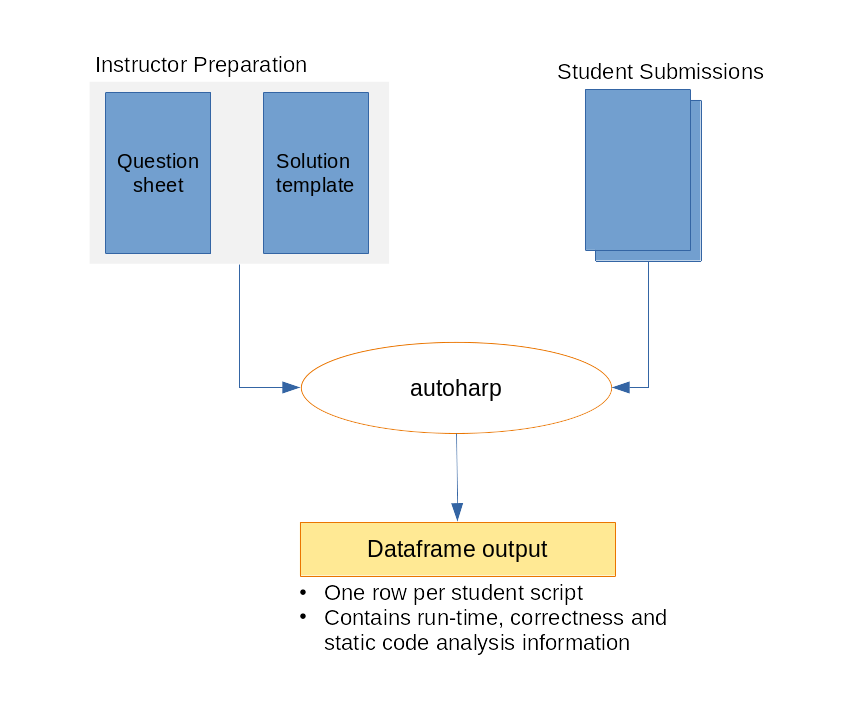 Instructor Preparation
Student Submissions
Question
sheet
Solution
template
autoharp
Dataframe output
• One row per student script
• Contains run-time, correctness and
static code analysis information